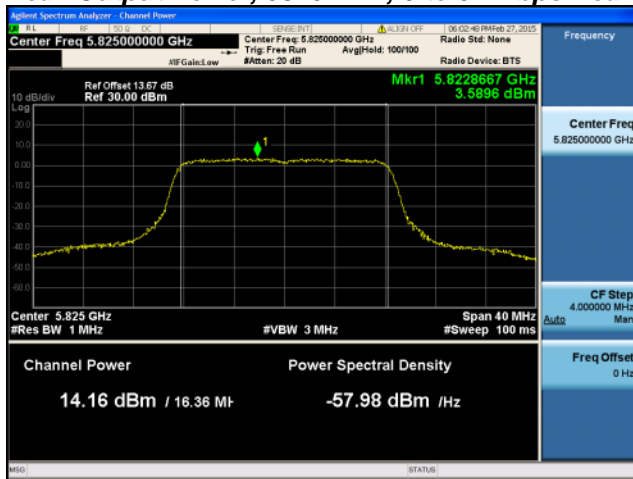 Agilent Spectrum Analyzer - Channel Power
RL RF 50 Ω DC SENSE:INT ALIGN OFF 06:02:48 PM Feb 27, 2015
Center Freq 5.825000000 GHz
Center Freq: 5.825000000 GHz
Radio Std: None
Trig: Free Run Avg|Hold: 100/100
#IFGain:Low #Atten: 20 dB Radio Device: BTS
Frequency
Ref Offset 13.67 dB
10 dB/div Ref 30.00 dBm
Mkr1 5.8228667 GHz
3.5896 dBm
Log
20.0
10.0
0.00
-10.0
-20.0
-30.0
-40.0
-50.0
-60.0
1
Center 5.825 GHz Span 40 MHz
#Res BW 1 MHz #VBW 3 MHz #Sweep 100 ms
Channel Power Power Spectral Density
14.16 dBm / 16.36 MH -57.98 dBm /Hz
Center Freq
5.825000000 GHz
CF Step
4.000000 MHz
Auto Man
Freq Offset
0 Hz
MSG STATUS